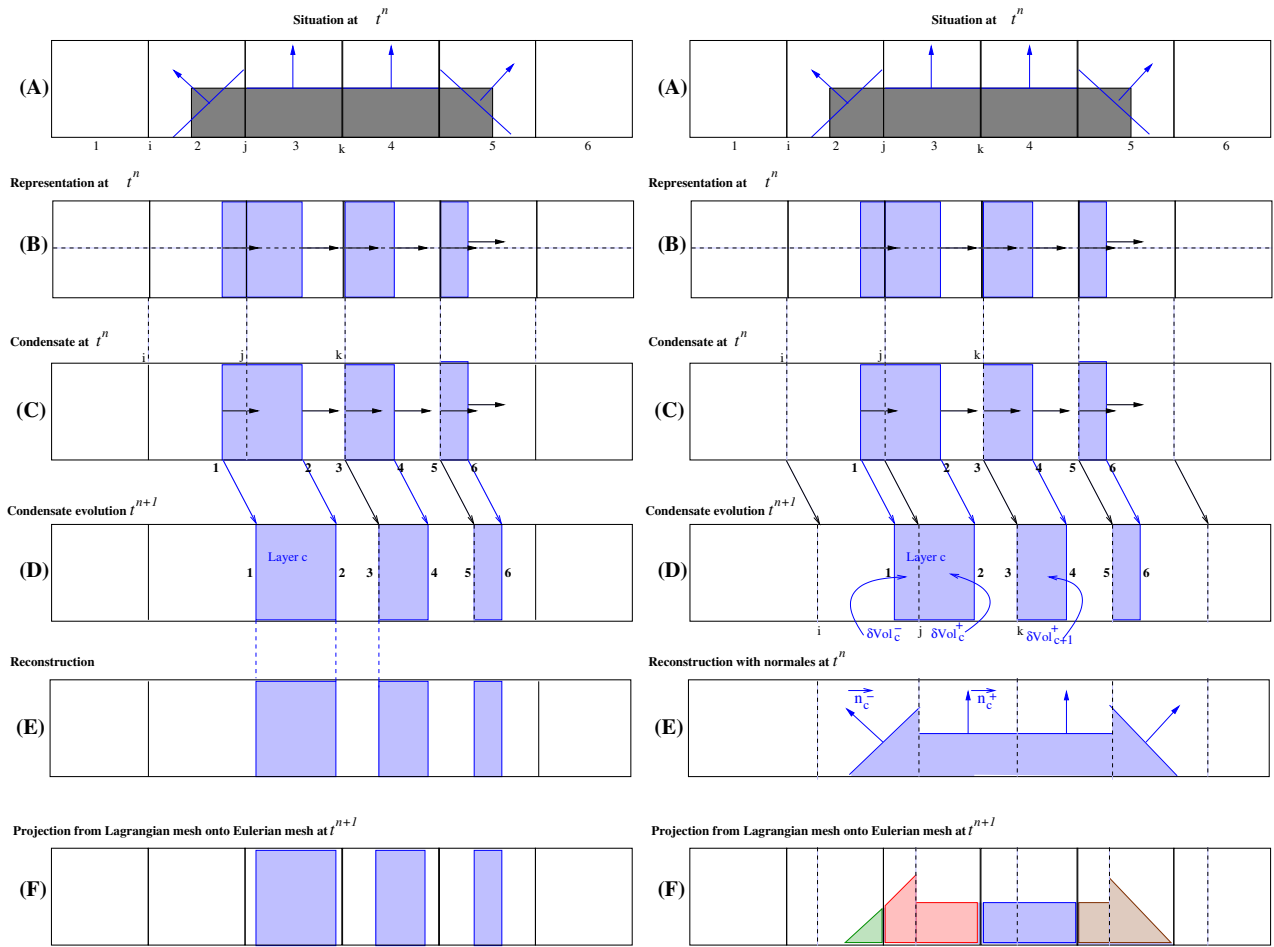 Situation at t^n
(A)
1 i 2 j 3 k 4 5 6
Representation at t^n
(B)
Condensate at t^n
i j k
(C)
1 2 3 4 5 6
Condensate evolution t^{n+1}
Layer c
(D)
1 2 3 4 5 6
Reconstruction
(E)
Projection from Lagrangian mesh onto Eulerian mesh at t^{n+1}
(F)
Situation at t^n
(A)
1 i 2 j 3 k 4 5 6
Representation at t^n
(B)
Condensate at t^n
i j k
(C)
1 2 3 4 5 6
Condensate evolution t^{n+1}
Layer c
(D)
1 2 3 4 5 6
i δVol_c^- j δVol_c^+ k δVol_{c+1}^+
Reconstruction with normales at t^n
n_c^- n_c^+
(E)
Projection from Lagrangian mesh onto Eulerian mesh at t^{n+1}
(F)